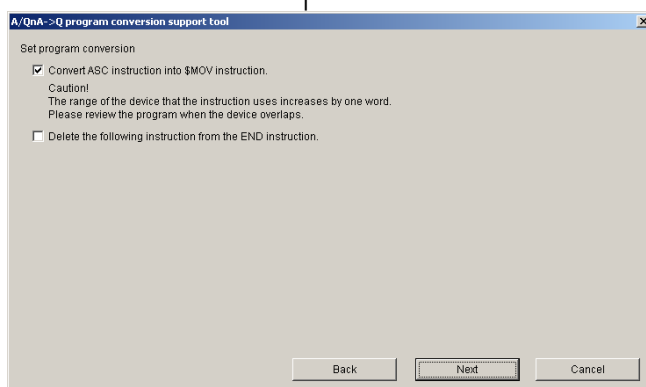 A/QnA->Q program conversion support tool
Set program conversion
Convert ASC instruction into $MOV instruction.
Caution!
The range of the device that the instruction uses increases by one word.
Please review the program when the device overlaps.
Delete the following instruction from the END instruction.
Back Next Cancel